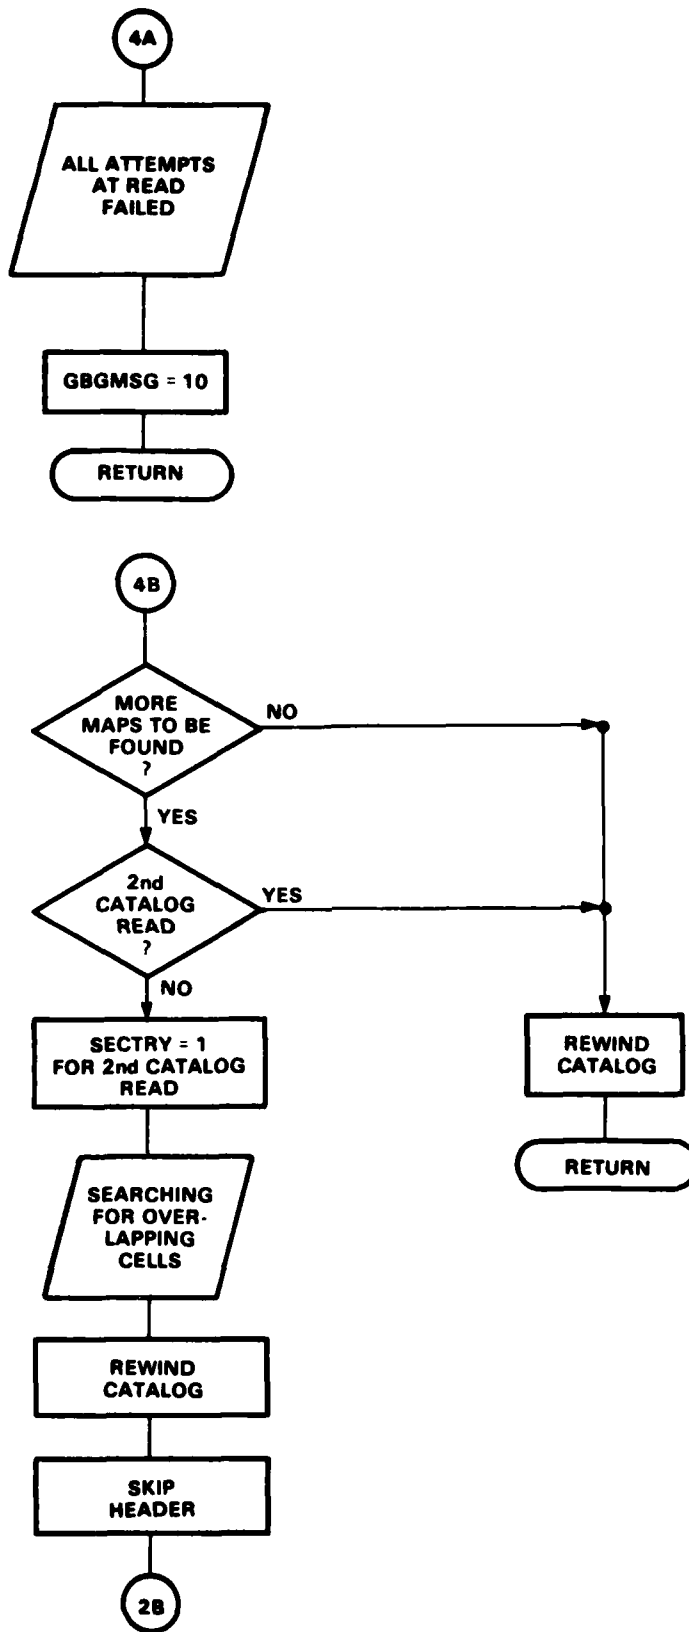 4A
ALL ATTEMPTS
AT READ
FAILED
GBGMSG = 10
RETURN
4B
MORE
MAPS TO BE
FOUND
?
NO
YES
2nd
CATALOG
READ
?
YES
NO
SECTRY = 1
FOR 2nd CATALOG
READ
REWIND
CATALOG
RETURN
SEARCHING
FOR OVER-
LAPPING
CELLS
REWIND
CATALOG
SKIP
HEADER
2B